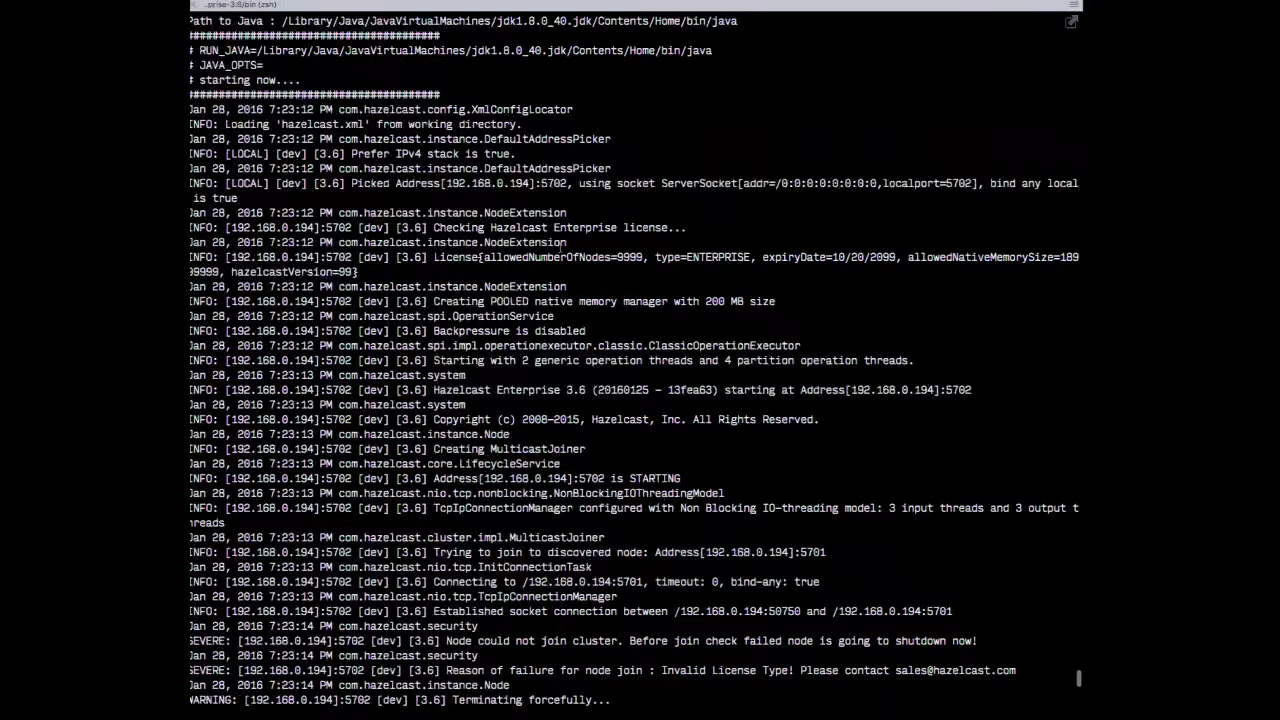 ..prise-3.6/bin (zsh)
Path to Java : /Library/Java/JavaVirtualMachines/jdk1.8.0_40.jdk/Contents/Home/bin/java
########################################
# RUN_JAVA=/Library/Java/JavaVirtualMachines/jdk1.8.0_40.jdk/Contents/Home/bin/java
# JAVA_OPTS=
# starting now....
########################################
Jan 28, 2016 7:23:12 PM com.hazelcast.config.XmlConfigLocator
INFO: Loading 'hazelcast.xml' from working directory.
Jan 28, 2016 7:23:12 PM com.hazelcast.instance.DefaultAddressPicker
INFO: [LOCAL] [dev] [3.6] Prefer IPv4 stack is true.
Jan 28, 2016 7:23:12 PM com.hazelcast.instance.DefaultAddressPicker
INFO: [LOCAL] [dev] [3.6] Picked Address[192.168.0.194]:5702, using socket ServerSocket[addr=/0:0:0:0:0:0:0:0,localport=5702], bind any local
is true
Jan 28, 2016 7:23:12 PM com.hazelcast.instance.NodeExtension
INFO: [192.168.0.194]:5702 [dev] [3.6] Checking Hazelcast Enterprise license...
Jan 28, 2016 7:23:12 PM com.hazelcast.instance.NodeExtension
INFO: [192.168.0.194]:5702 [dev] [3.6] License{allowedNumberOfNodes=9999, type=ENTERPRISE, expiryDate=10/20/2099, allowedNativeMemorySize=189
99999, hazelcastVersion=99}
Jan 28, 2016 7:23:12 PM com.hazelcast.instance.NodeExtension
INFO: [192.168.0.194]:5702 [dev] [3.6] Creating POOLED native memory manager with 200 MB size
Jan 28, 2016 7:23:12 PM com.hazelcast.spi.OperationService
INFO: [192.168.0.194]:5702 [dev] [3.6] Backpressure is disabled
Jan 28, 2016 7:23:12 PM com.hazelcast.spi.impl.operationexecutor.classic.ClassicOperationExecutor
INFO: [192.168.0.194]:5702 [dev] [3.6] Starting with 2 generic operation threads and 4 partition operation threads.
Jan 28, 2016 7:23:13 PM com.hazelcast.system
INFO: [192.168.0.194]:5702 [dev] [3.6] Hazelcast Enterprise 3.6 (20160125 - 13fea63) starting at Address[192.168.0.194]:5702
Jan 28, 2016 7:23:13 PM com.hazelcast.system
INFO: [192.168.0.194]:5702 [dev] [3.6] Copyright (c) 2008-2015, Hazelcast, Inc. All Rights Reserved.
Jan 28, 2016 7:23:13 PM com.hazelcast.instance.Node
INFO: [192.168.0.194]:5702 [dev] [3.6] Creating MulticastJoiner
Jan 28, 2016 7:23:13 PM com.hazelcast.core.LifecycleService
INFO: [192.168.0.194]:5702 [dev] [3.6] Address[192.168.0.194]:5702 is STARTING
Jan 28, 2016 7:23:13 PM com.hazelcast.nio.tcp.nonblocking.NonBlockingIOThreadingModel
INFO: [192.168.0.194]:5702 [dev] [3.6] TcpIpConnectionManager configured with Non Blocking IO-threading model: 3 input threads and 3 output t
hreads
Jan 28, 2016 7:23:13 PM com.hazelcast.cluster.impl.MulticastJoiner
INFO: [192.168.0.194]:5702 [dev] [3.6] Trying to join to discovered node: Address[192.168.0.194]:5701
Jan 28, 2016 7:23:13 PM com.hazelcast.nio.tcp.InitConnectionTask
INFO: [192.168.0.194]:5702 [dev] [3.6] Connecting to /192.168.0.194:5701, timeout: 0, bind-any: true
Jan 28, 2016 7:23:13 PM com.hazelcast.nio.tcp.TcpIpConnectionManager
INFO: [192.168.0.194]:5702 [dev] [3.6] Established socket connection between /192.168.0.194:50750 and /192.168.0.194:5701
Jan 28, 2016 7:23:14 PM com.hazelcast.security
SEVERE: [192.168.0.194]:5702 [dev] [3.6] Node could not join cluster. Before join check failed node is going to shutdown now!
Jan 28, 2016 7:23:14 PM com.hazelcast.security
SEVERE: [192.168.0.194]:5702 [dev] [3.6] Reason of failure for node join : Invalid License Type! Please contact sales@hazelcast.com
Jan 28, 2016 7:23:14 PM com.hazelcast.instance.Node
WARNING: [192.168.0.194]:5702 [dev] [3.6] Terminating forcefully...